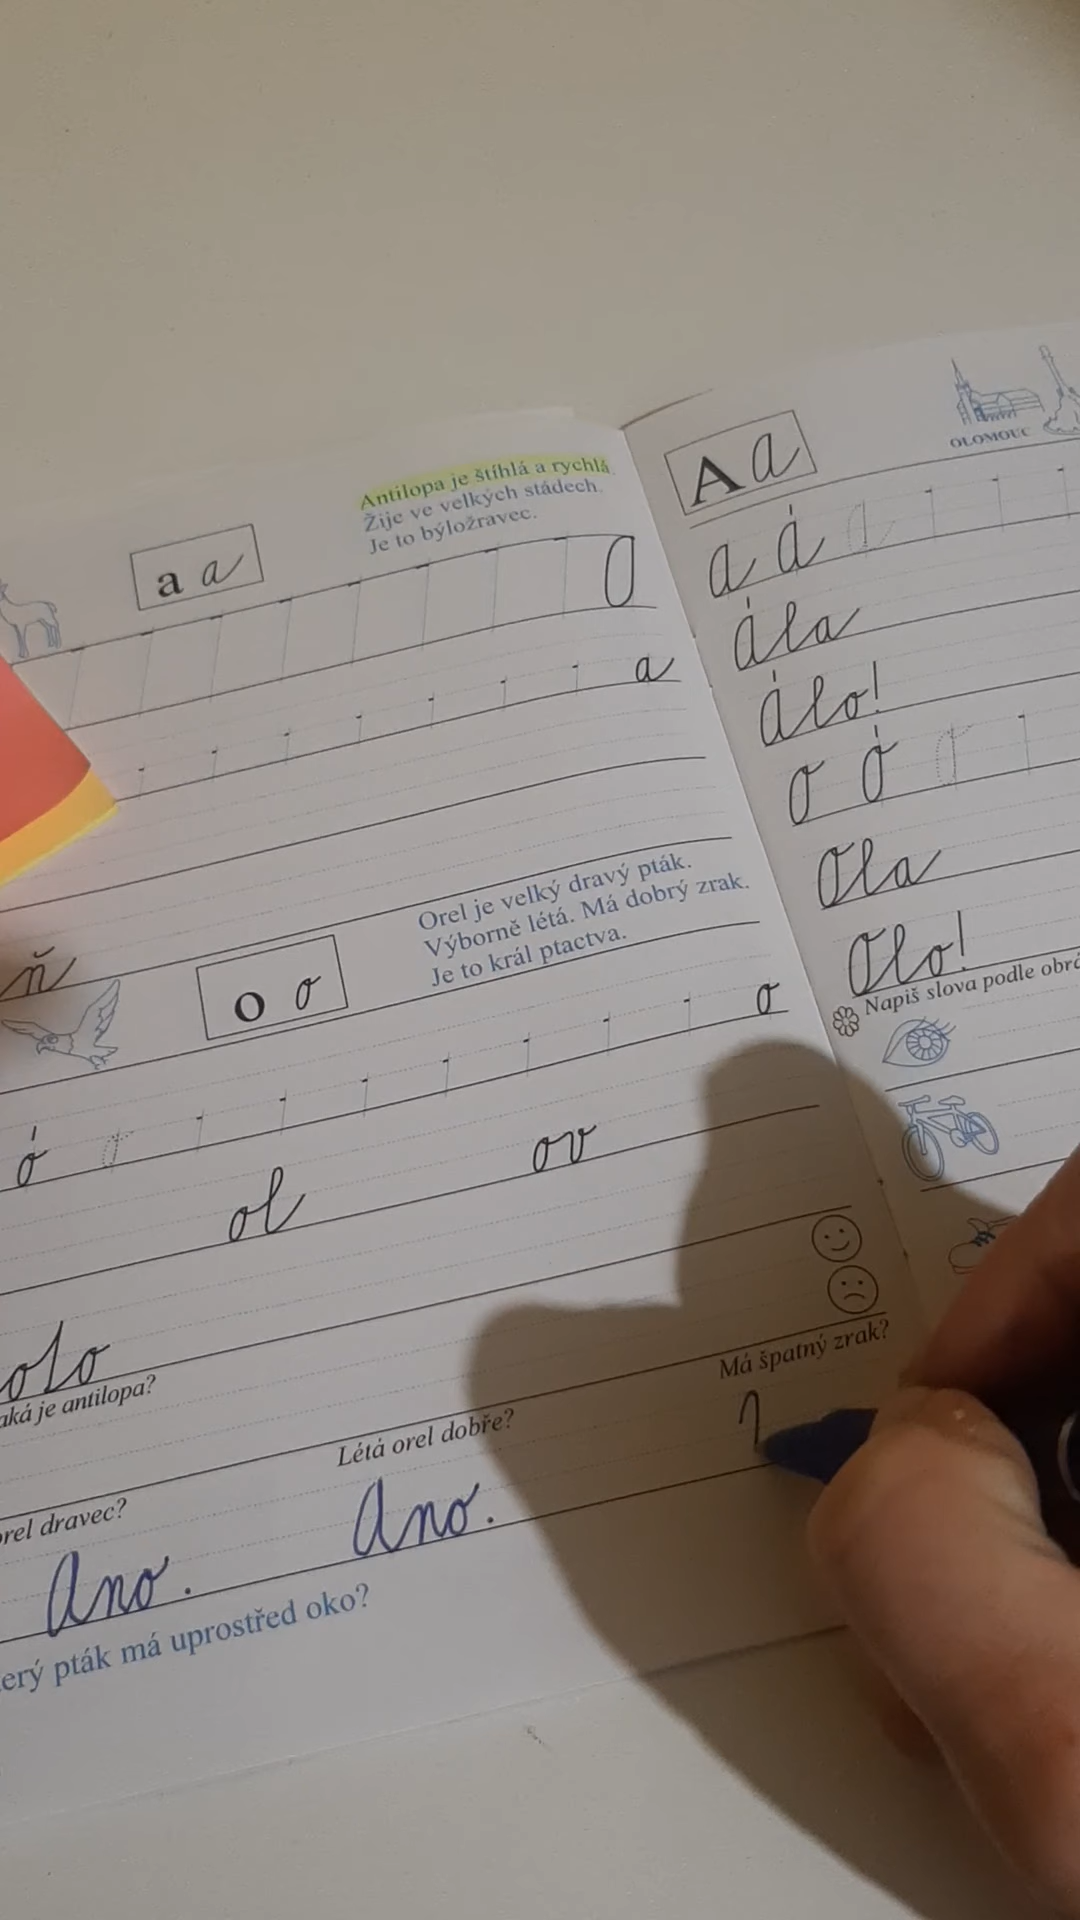 Antilopa je štíhlá a rychlá.
Žije ve velkých stádech.
Je to býložravec.
a a
O
a
ň
Orel je velký dravý pták.
Výborně létá. Má dobrý zrak.
Je to král ptactva.
o o
o
ó o
ol ov
olo
aká je antilopa?
Má špatný zrak?
Létá orel dobře?
orel dravec?
Ano. Ano.
erý pták má uprostřed oko?
OLOMOUC
A A
A Á A
Ála
Álo!
O Ó O
Ola
Olo!
Napiš slova podle obrá